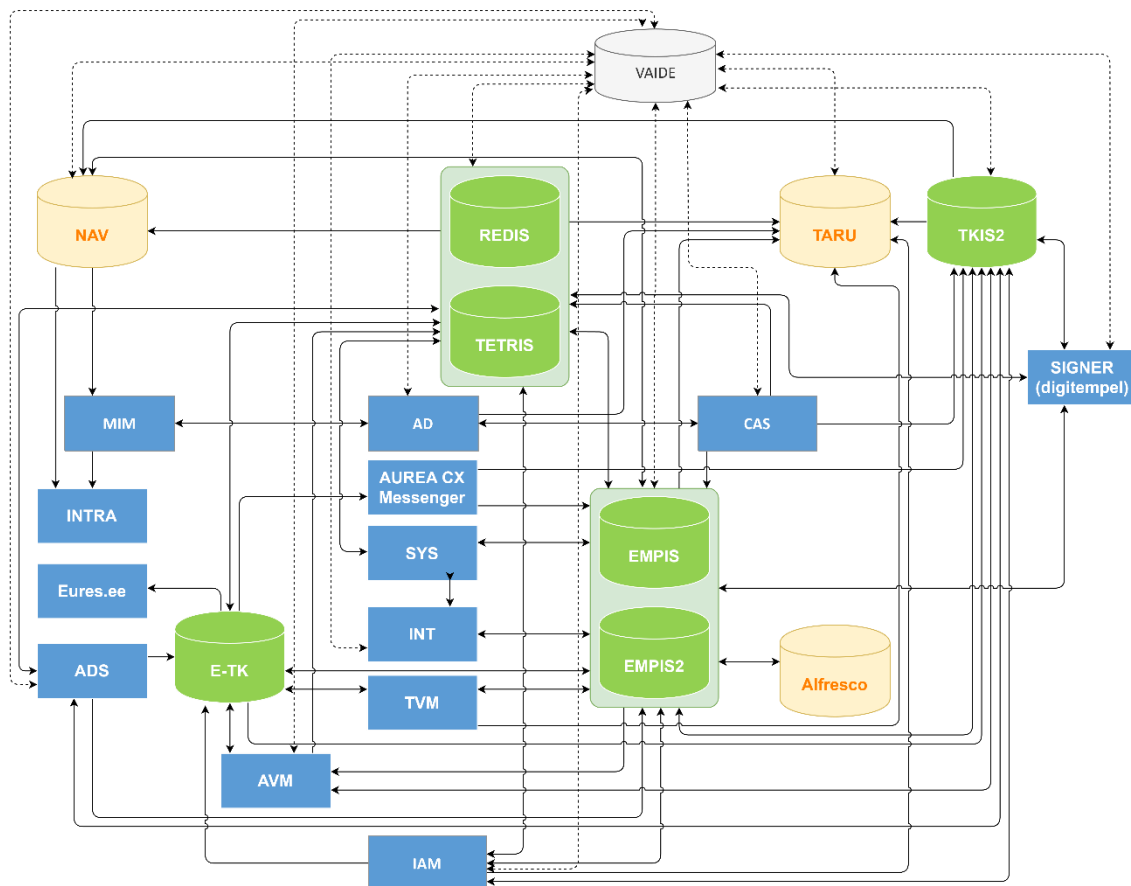 VAIDE
NAV
REDIS
TARU
TKIS2
TETRIS
SIGNER
(digitempel)
MIM
AD
CAS
AUREA CX
Messenger
INTRA
SYS
EMPIS
Eures.ee
INT
E-TK
ADS
EMPIS2
Alfresco
TVM
AVM
IAM